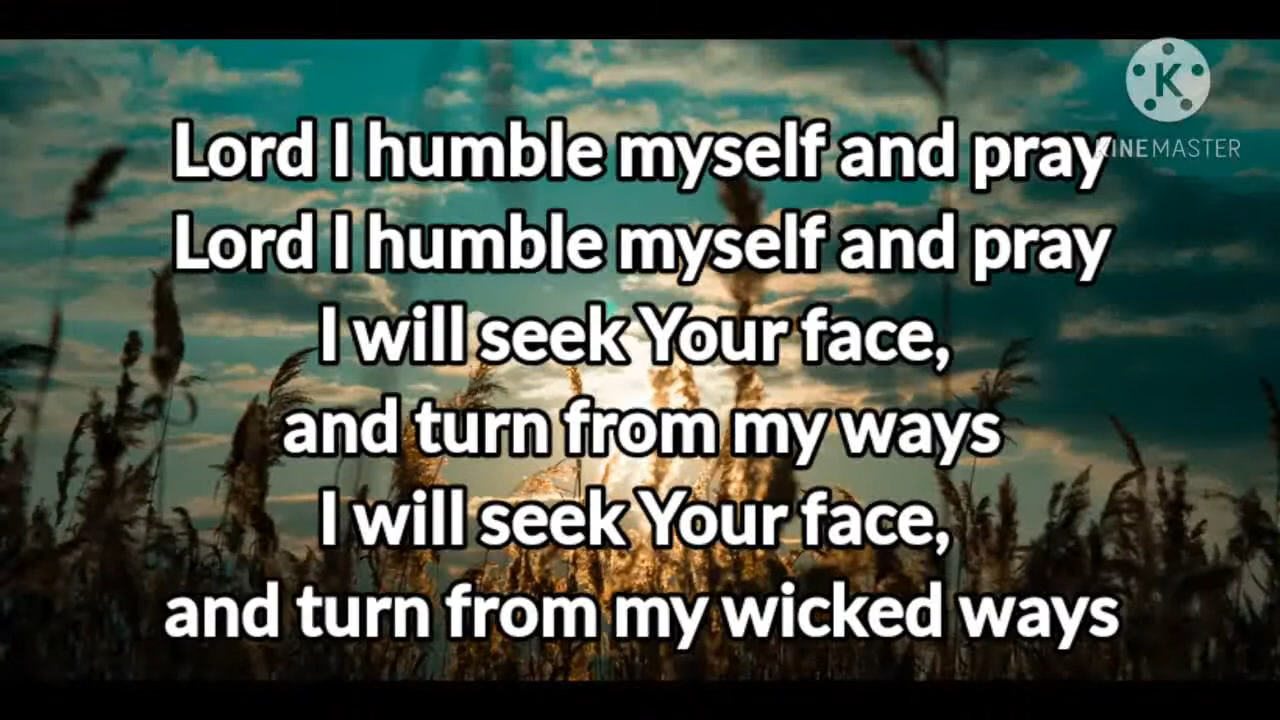 K
KINEMASTER
Lord I humble myself and pray
Lord I humble myself and pray
I will seek Your face,
and turn from my ways
I will seek Your face,
and turn from my wicked ways